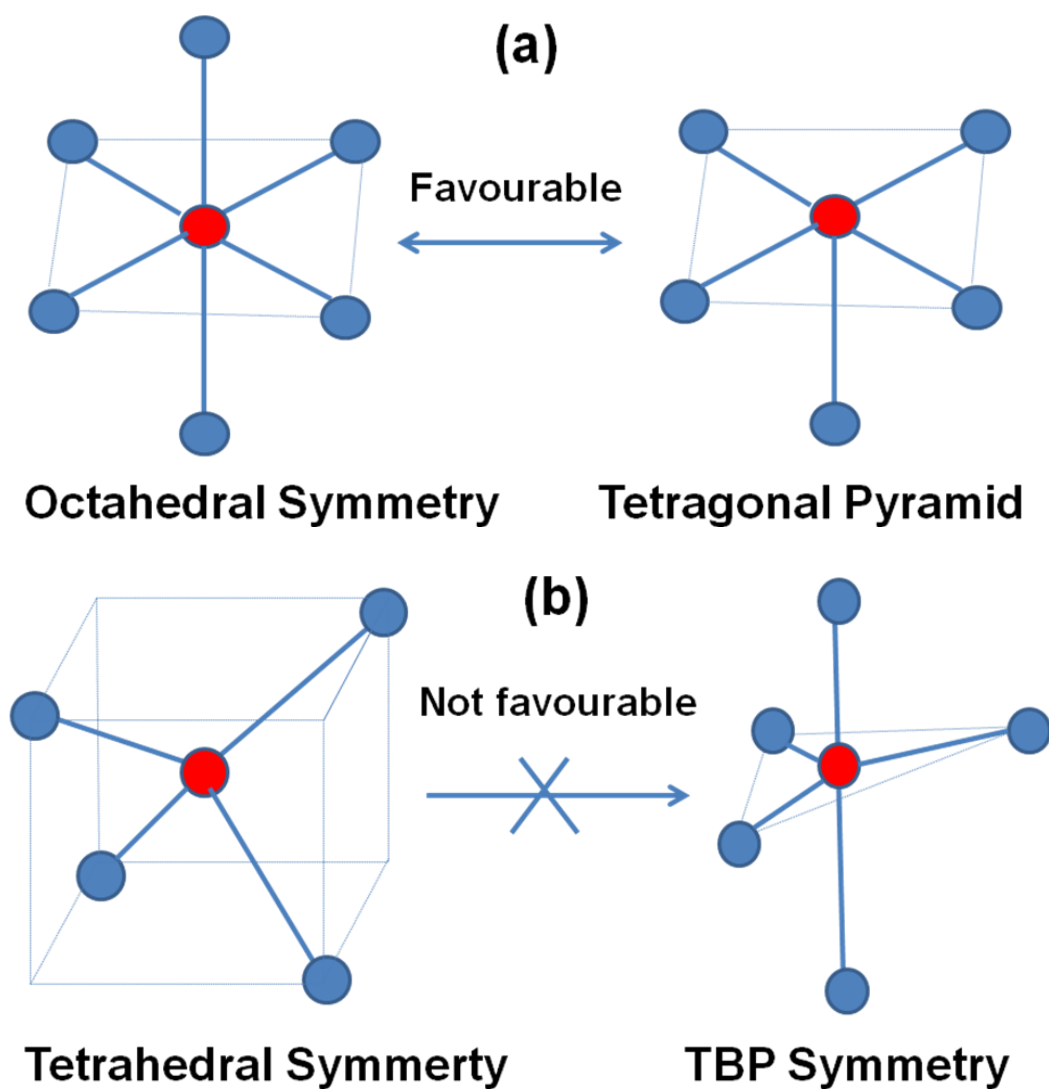 (a)
Favourable
Octahedral Symmetry
Tetragonal Pyramid
(b)
Not favourable
Tetrahedral Symmerty
TBP Symmetry